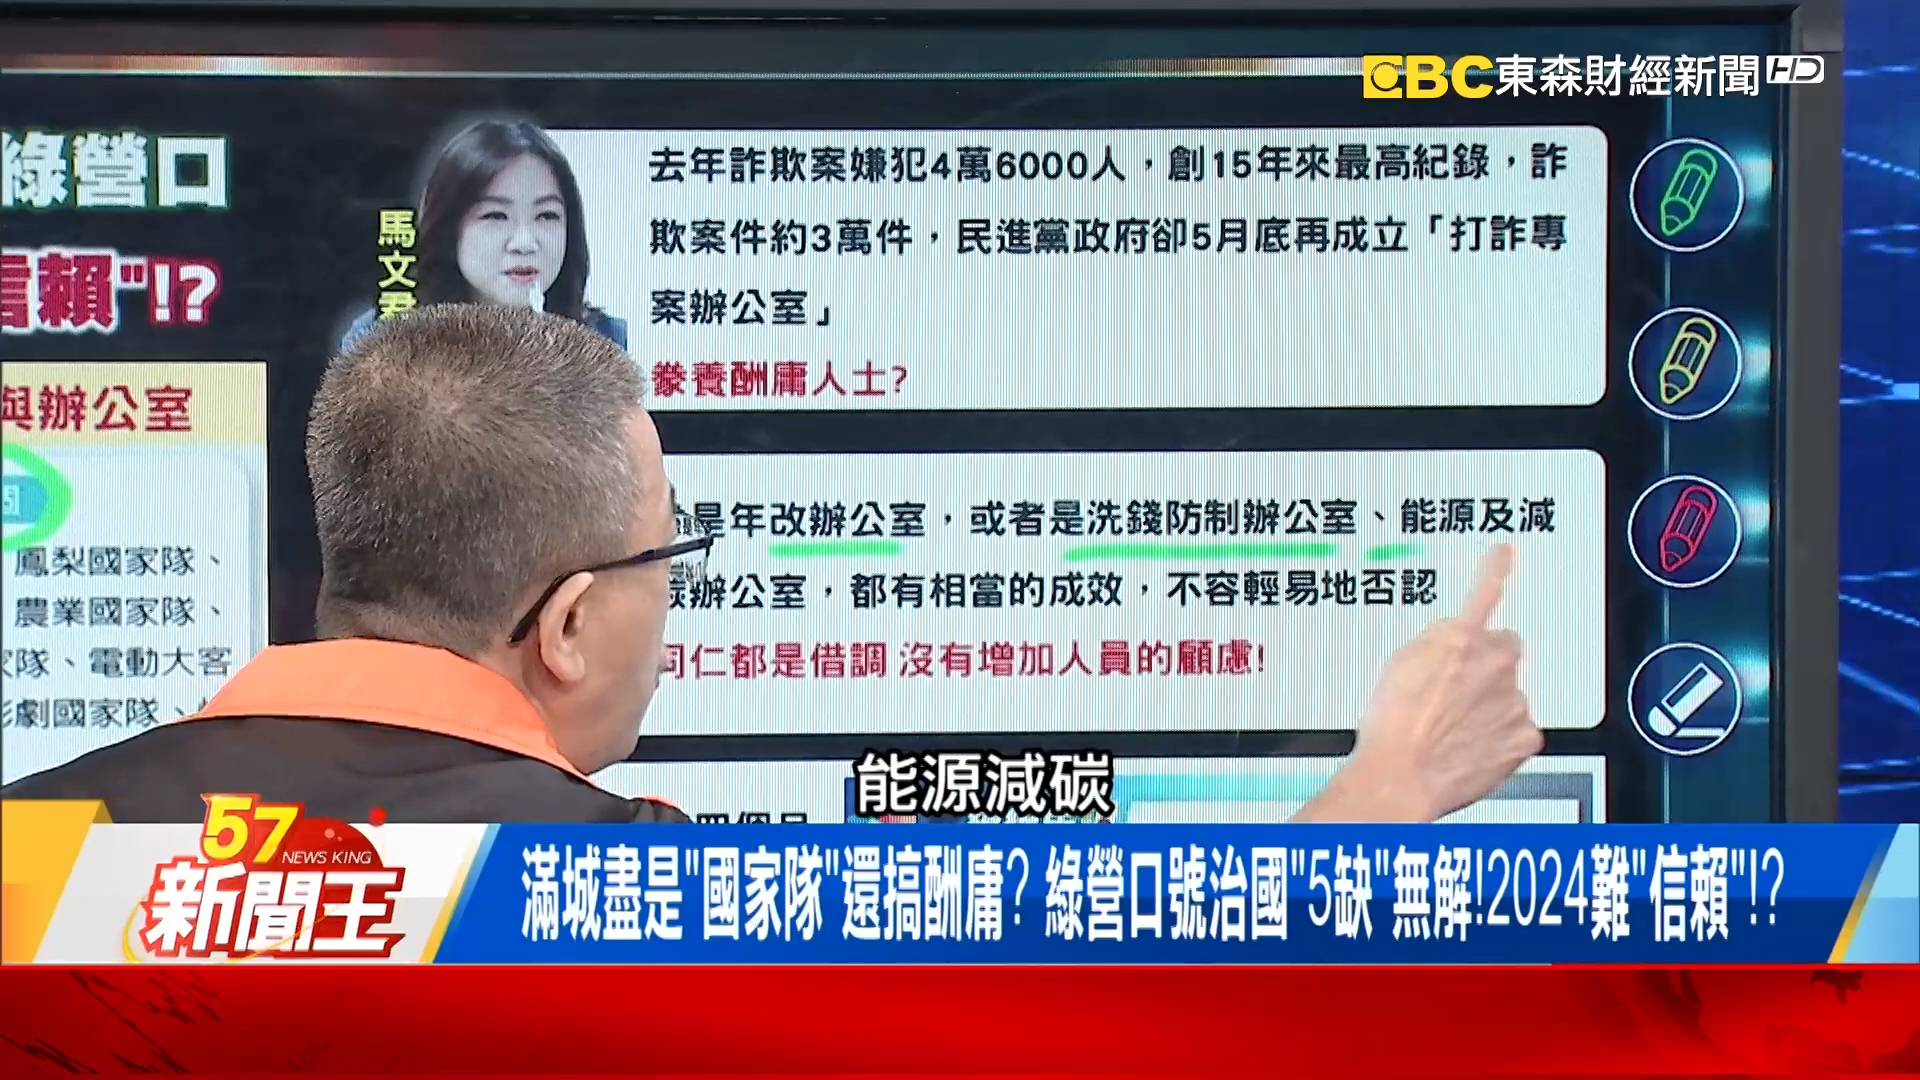 EBC 東森財經新聞 HD
綠營口
信賴"!?
與辦公室
鳳梨國家隊、
農業國家隊、
隊、電動大客
劇國家隊、
馬文君
去年詐欺案嫌犯4萬6000人，創15年來最高紀錄，詐
欺案件約3萬件，民進黨政府卻5月底再成立「打詐專
案辦公室」
豢養酬庸人士?
是年改辦公室，或者是洗錢防制辦公室、能源及減
碳辦公室，都有相當的成效，不容輕易地否認
同仁都是借調 沒有增加人員的顧慮!
能源減碳
57
NEWS KING
新聞王
滿城盡是"國家隊"還搞酬庸? 綠營口號治國"5缺"無解!2024難"信賴"!?